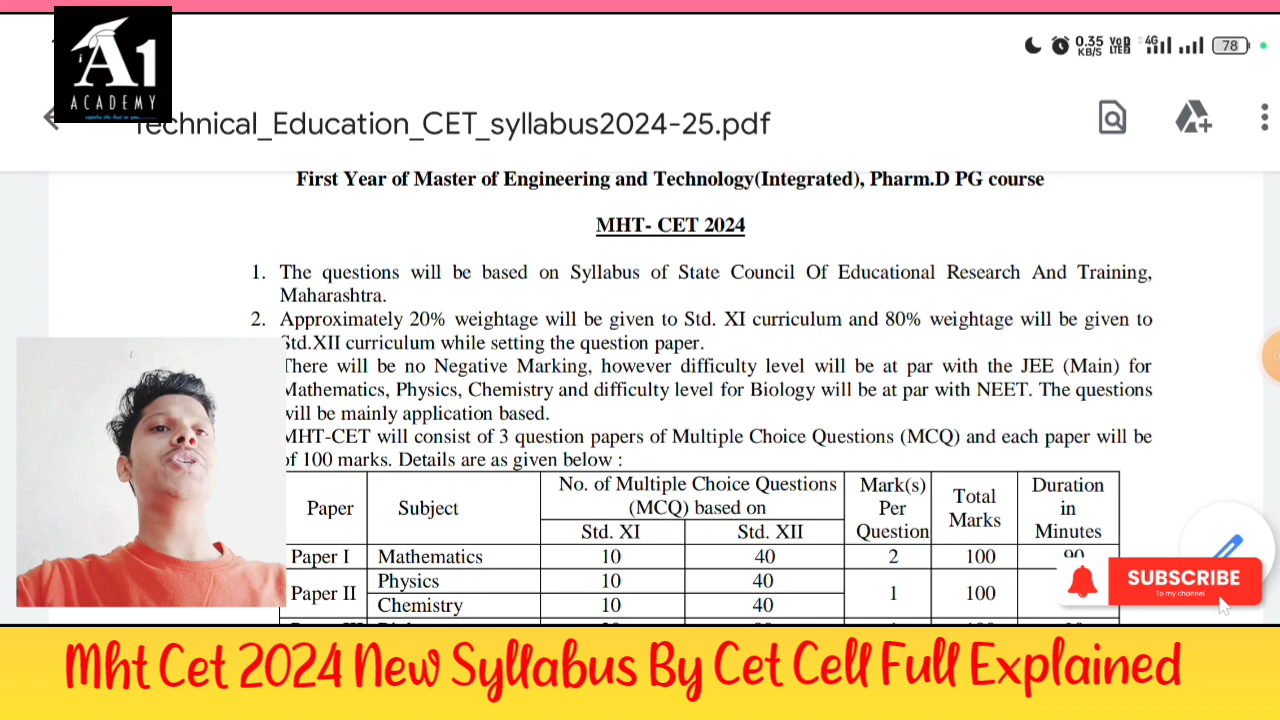 A1
ACADEMY
0.35
KB/S
VoD
LTE
4G
78
Technical_Education_CET_syllabus2024-25.pdf
First Year of Master of Engineering and Technology(Integrated), Pharm.D PG course
MHT- CET 2024
1. The questions will be based on Syllabus of State Council Of Educational Research And Training,
Maharashtra.
2. Approximately 20% weightage will be given to Std. XI curriculum and 80% weightage will be given to
Std.XII curriculum while setting the question paper.
There will be no Negative Marking, however difficulty level will be at par with the JEE (Main) for
Mathematics, Physics, Chemistry and difficulty level for Biology will be at par with NEET. The questions
will be mainly application based.
MHT-CET will consist of 3 question papers of Multiple Choice Questions (MCQ) and each paper will be
of 100 marks. Details are as given below :
Paper Subject No. of Multiple Choice Questions (MCQ) based on Mark(s) Per Question Total Marks Duration in Minutes
Std. XI Std. XII
Paper I Mathematics 10 40 2 100 90
Paper II Physics 10 40 1 100
Chemistry 10 40
SUBSCRIBE
To my channel
Mht Cet 2024 New Syllabus By Cet Cell Full Explained